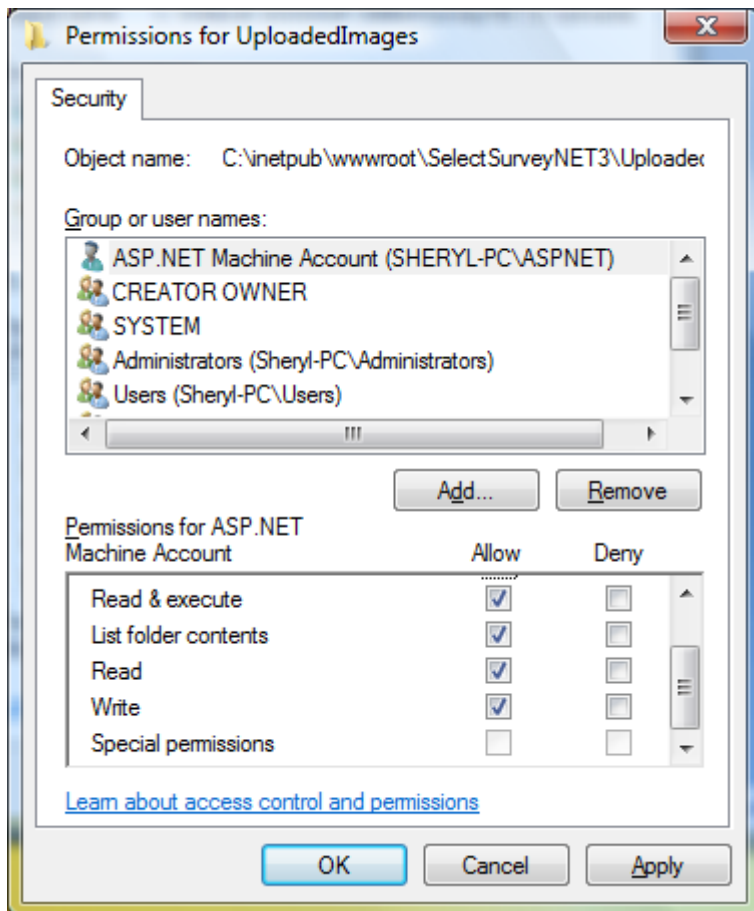 Permissions for UploadedImages
Security
Object name: C:\inetpub\wwwroot\SelectSurveyNET3\Uploaded
Group or user names:
ASP.NET Machine Account (SHERYL-PC\ASPNET)
CREATOR OWNER
SYSTEM
Administrators (Sheryl-PC\Administrators)
Users (Sheryl-PC\Users)
Add... Remove
Permissions for ASP.NET
Machine Account Allow Deny
Read & execute
List folder contents
Read
Write
Special permissions
Learn about access control and permissions
OK Cancel Apply